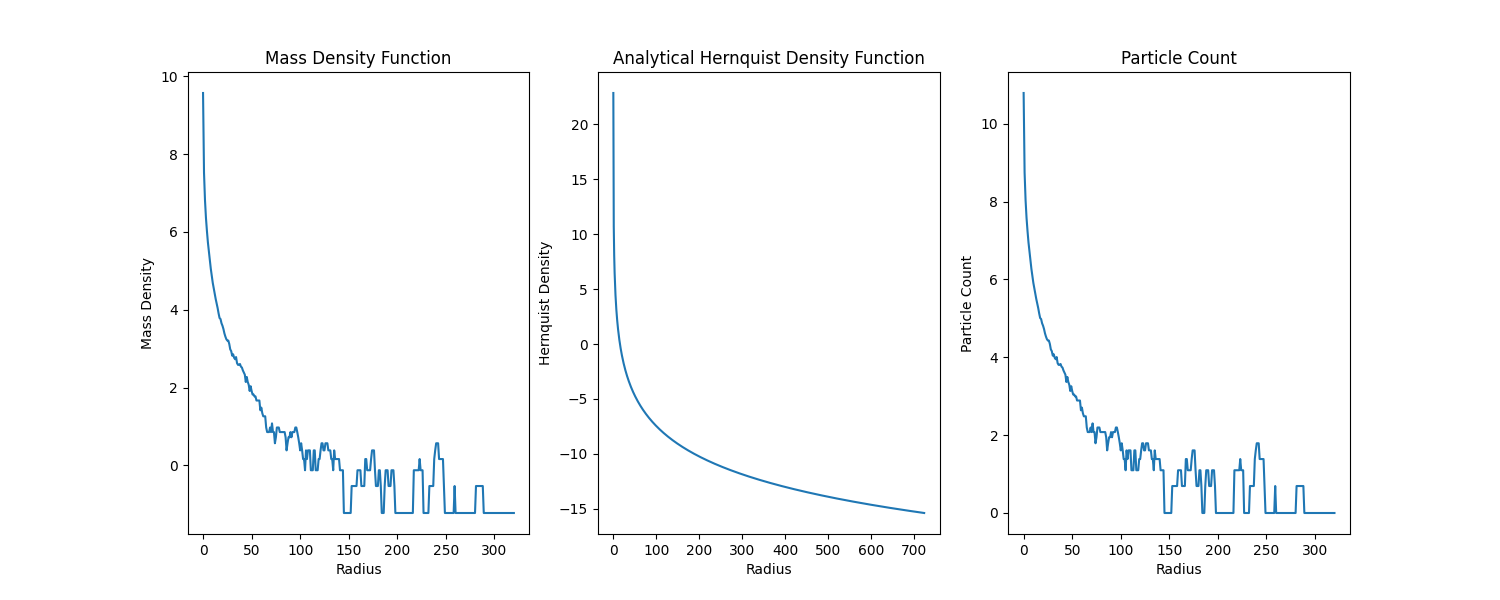 Mass Density Function
Analytical Hernquist Density Function
Particle Count
10
8
6
4
2
0
Mass Density
0 50 100 150 200 250 300
Radius
20
15
10
5
0
−5
−10
−15
Hernquist Density
0 100 200 300 400 500 600 700
Radius
10
8
6
4
2
0
Particle Count
0 50 100 150 200 250 300
Radius